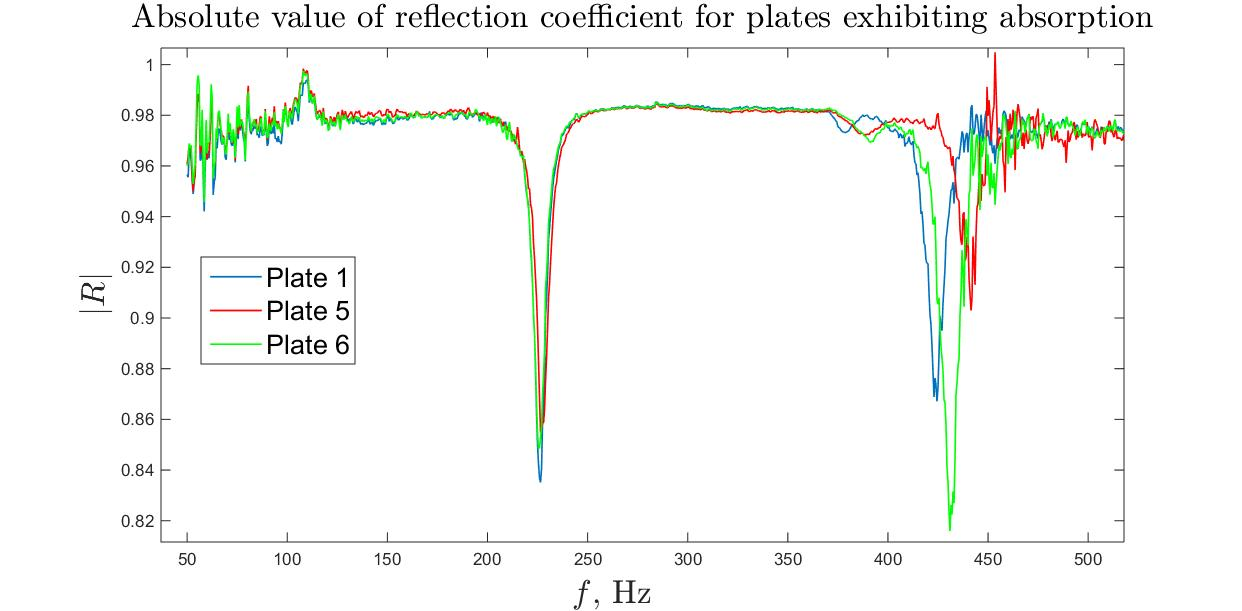 Absolute value of reflection coefficient for plates exhibiting absorption
|R|
1
0.98
0.96
0.94
0.92
0.9
0.88
0.86
0.84
0.82
Plate 1
Plate 5
Plate 6
50 100 150 200 250 300 350 400 450 500
f, Hz